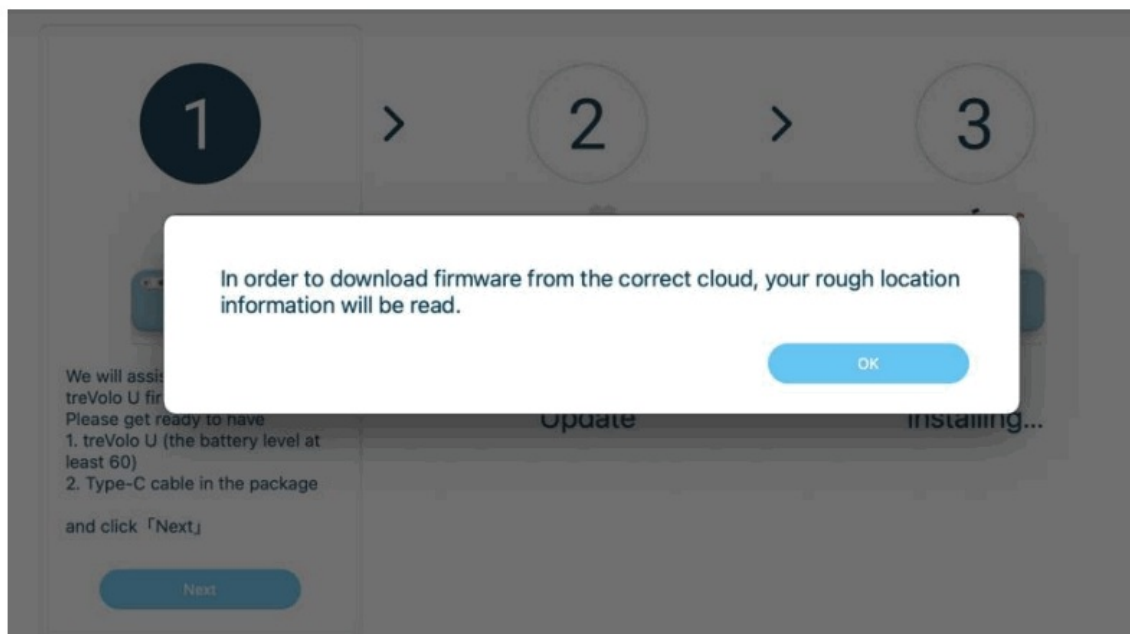 1
>
2
>
3
In order to download firmware from the correct cloud, your rough location
information will be read.
OK
We will assis
treVolo U fir
Please get ready to have
1. treVolo U (the battery level at
least 60)
2. Type-C cable in the package
and click「Next」
Next
Update
Installing...